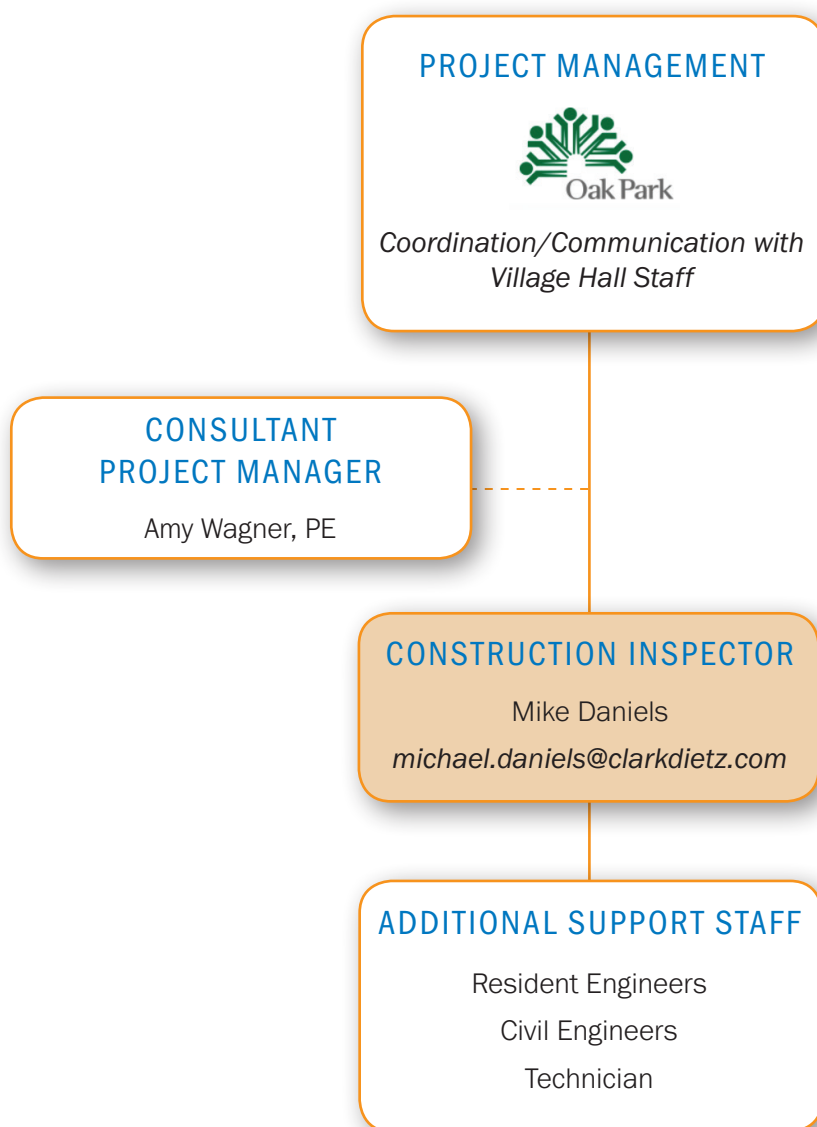 PROJECT MANAGEMENT
Oak Park
Coordination/Communication with
Village Hall Staff
CONSULTANT
PROJECT MANAGER
Amy Wagner, PE
CONSTRUCTION INSPECTOR
Mike Daniels
michael.daniels@clarkdietz.com
ADDITIONAL SUPPORT STAFF
Resident Engineers
Civil Engineers
Technician